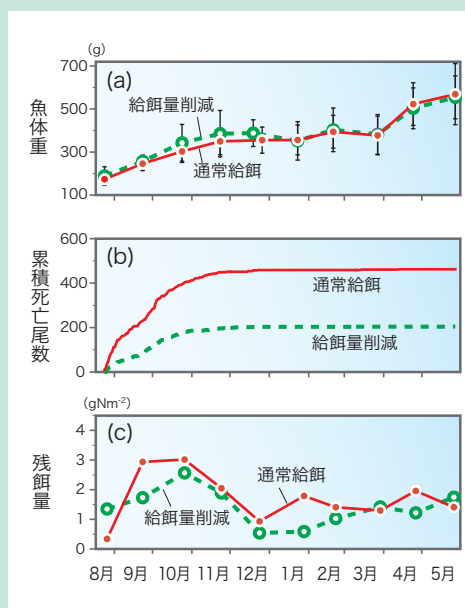 (g)
700
500
300
100
魚体重
(a)
給餌量削減
通常給餌
600
400
200
0
累積死亡尾数
(b)
通常給餌
給餌量削減
(gNm⁻²)
4
3
2
1
0
残餌量
(c)
通常給餌
給餌量削減
8月 9月 10月 11月 12月 1月 2月 3月 4月 5月